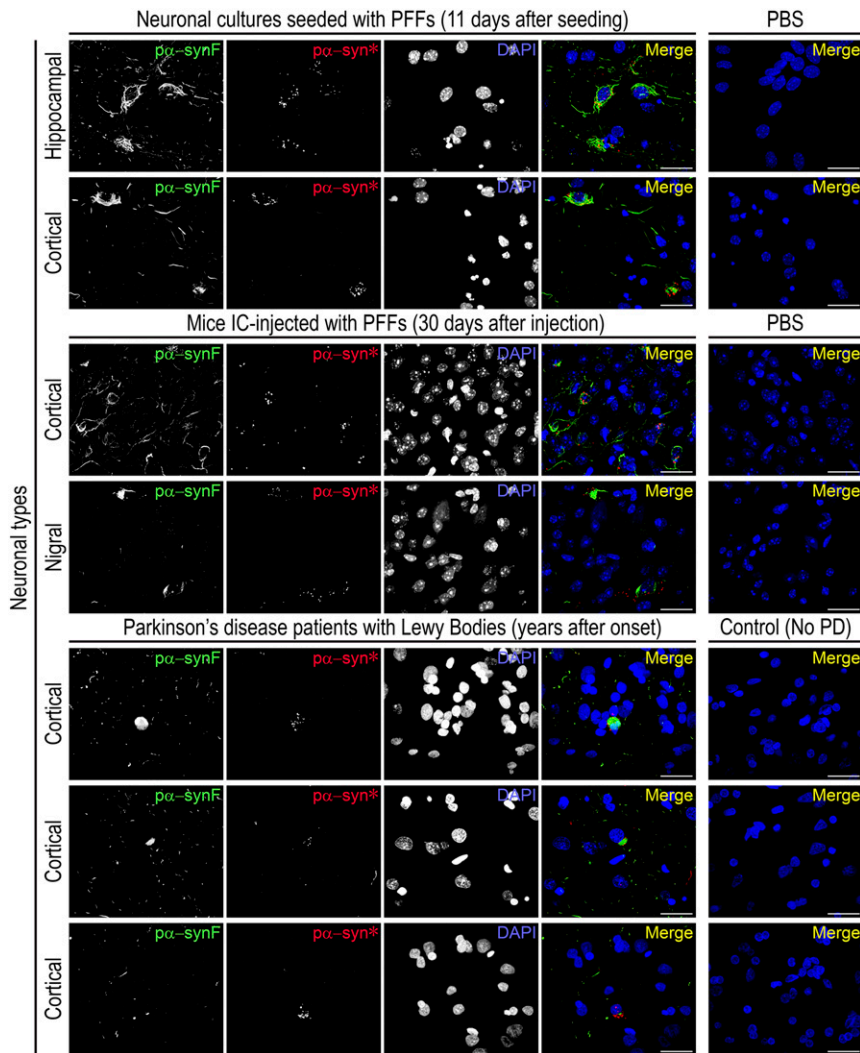 Neuronal cultures seeded with PFFs (11 days after seeding) PBS
pα-synF pα-syn* DAPI Merge Merge
Hippocampal
pα-synF pα-syn* DAPI Merge Merge
Cortical
Mice IC-injected with PFFs (30 days after injection) PBS
pα-synF pα-syn* DAPI Merge Merge
Cortical
pα-synF pα-syn* DAPI Merge Merge
Nigral
Neuronal types
Parkinson's disease patients with Lewy Bodies (years after onset) Control (No PD)
pα-synF pα-syn* DAPI Merge Merge
Cortical
pα-synF pα-syn* DAPI Merge Merge
Cortical
pα-synF pα-syn* DAPI Merge Merge
Cortical